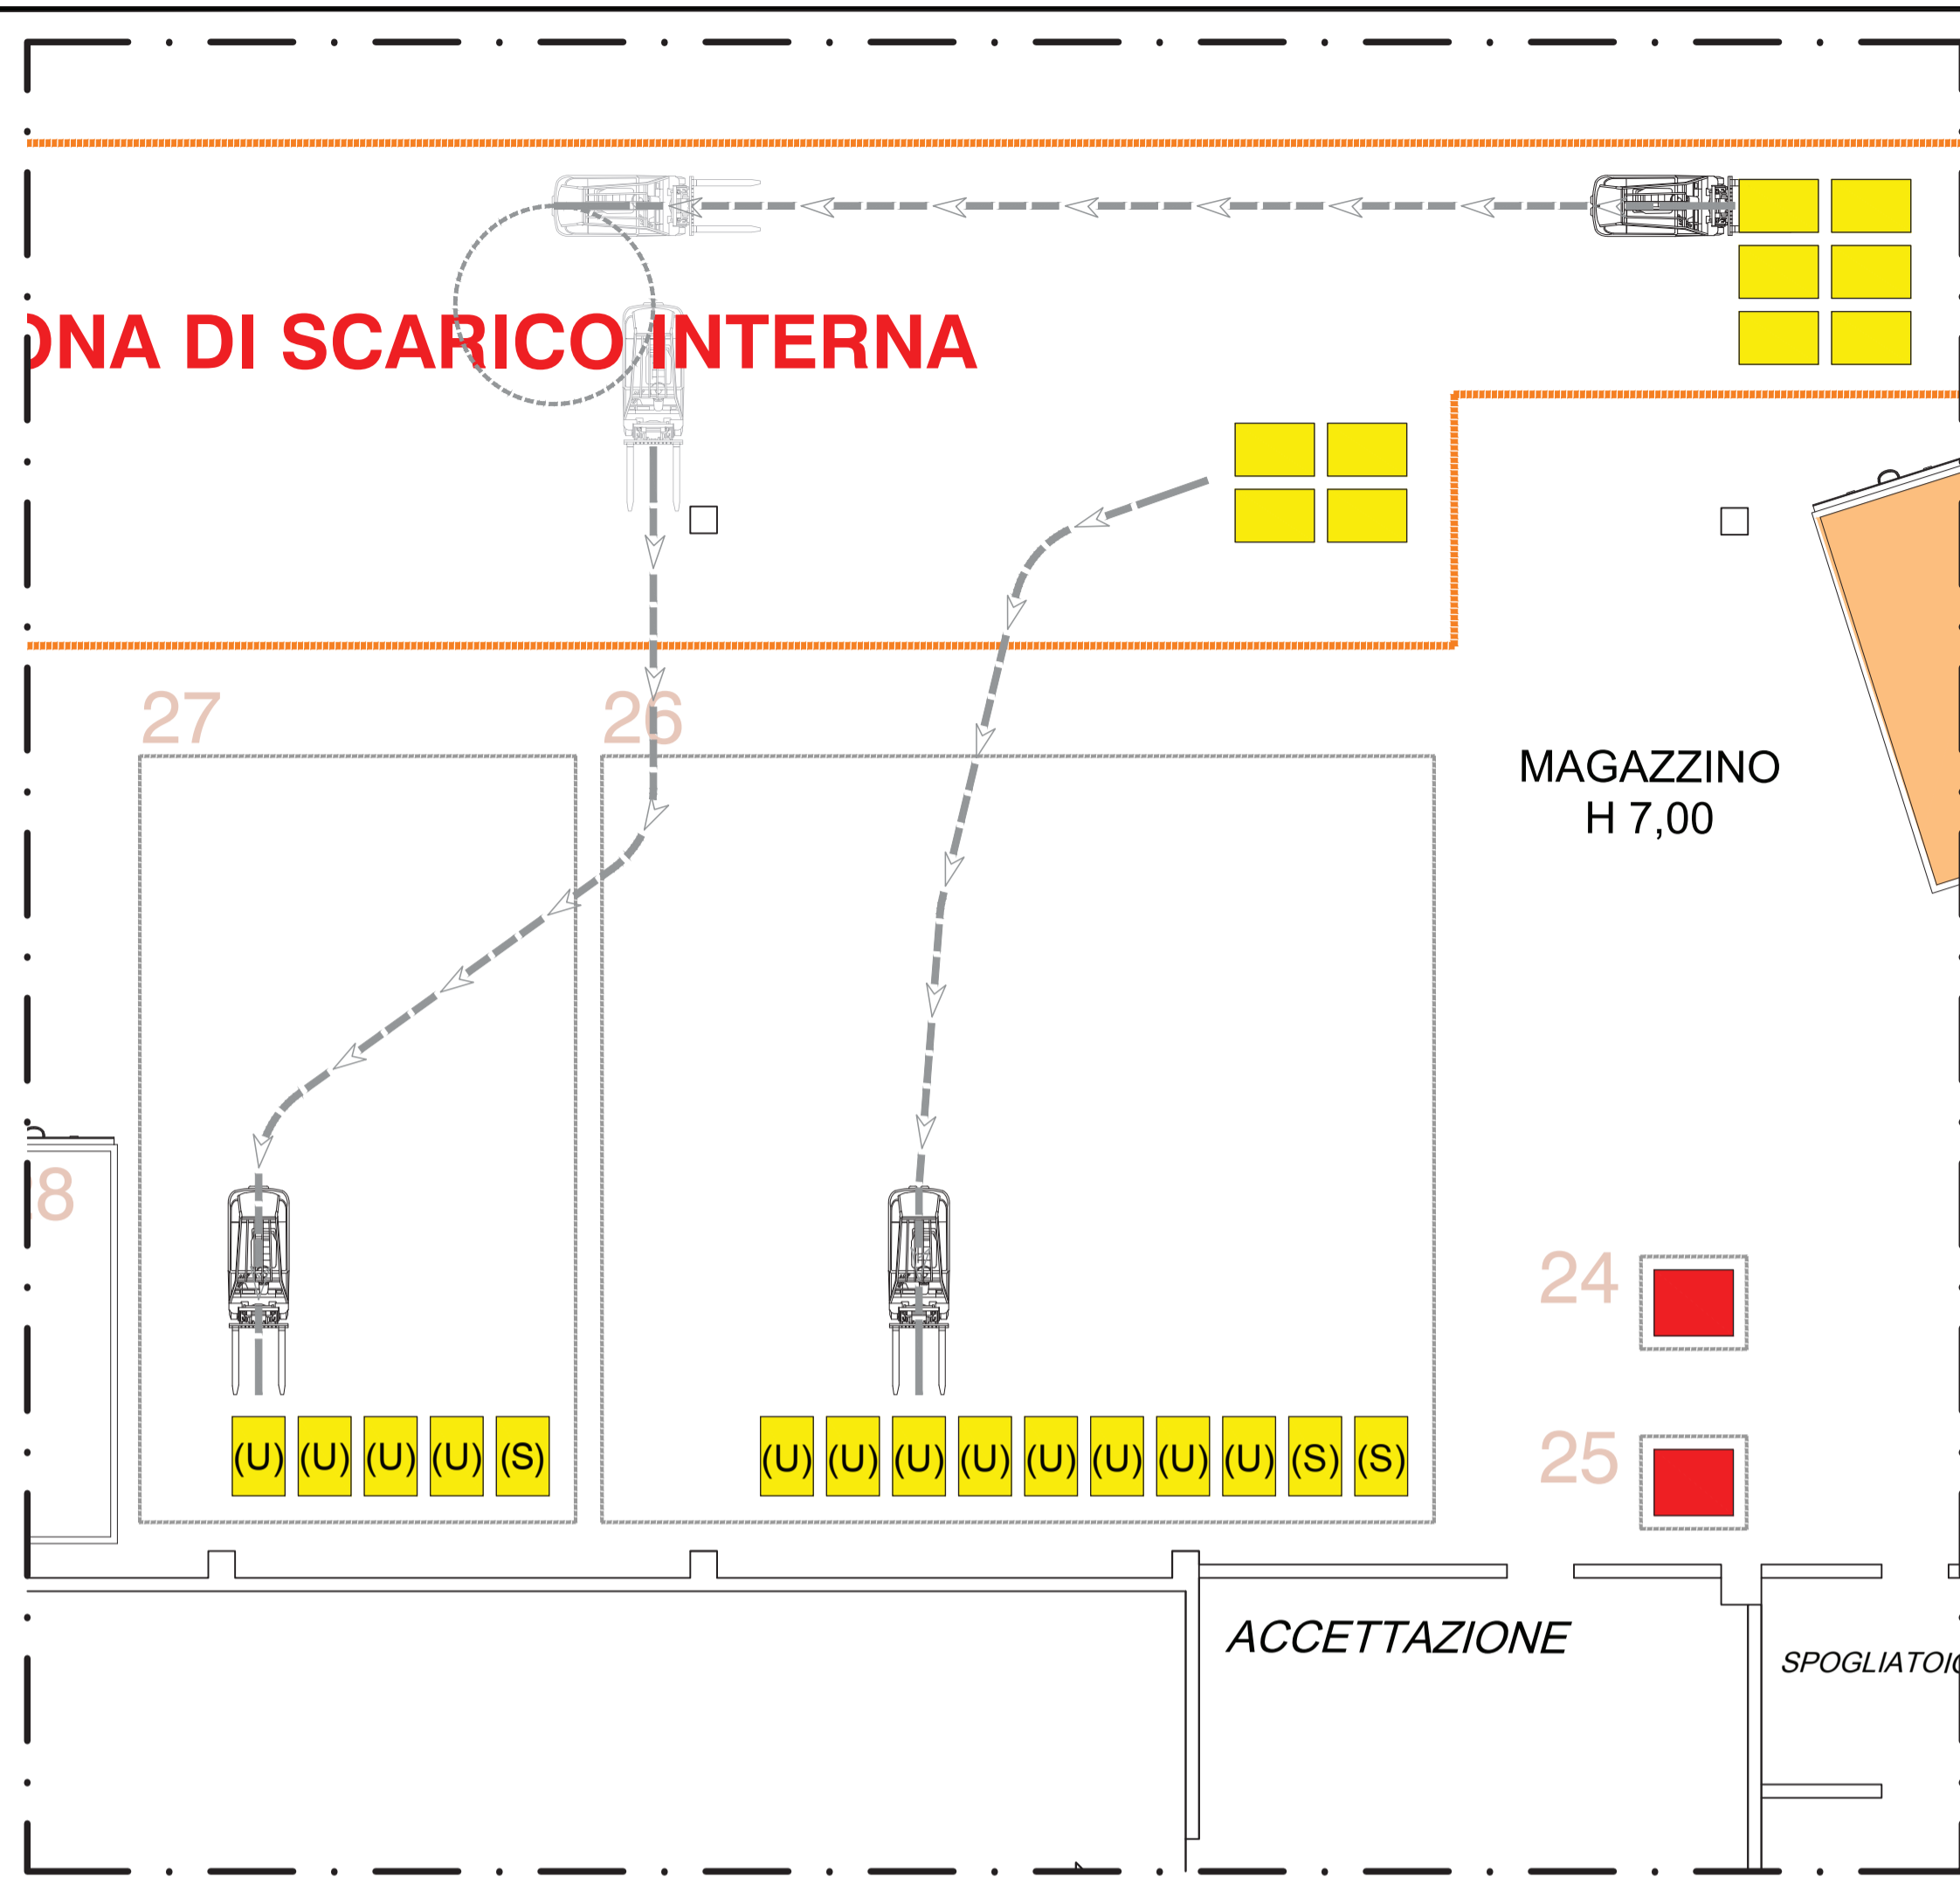 ONA DI SCARICO INTERNA
27
26
MAGAZZINO
H 7,00
8
24
25
(U) (U) (U) (U) (S)
(U) (U) (U) (U) (U) (U) (U) (U) (S) (S)
ACCETTAZIONE
SPOGLIATOIO